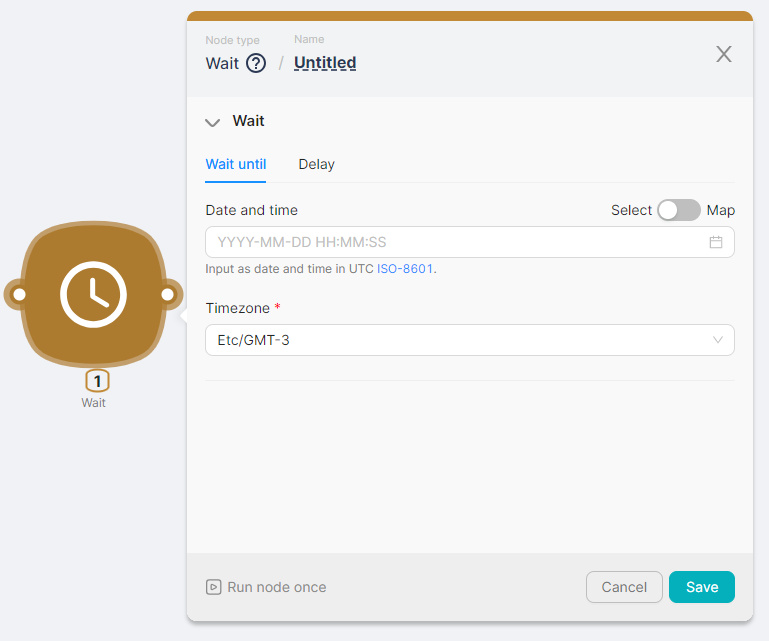 Node type
Name
Wait ? / Untitled
X
Wait
Wait until Delay
Date and time Select Map
YYYY-MM-DD HH:MM:SS
Input as date and time in UTC ISO-8601.
Timezone *
Etc/GMT-3
1
Wait
Run node once Cancel Save